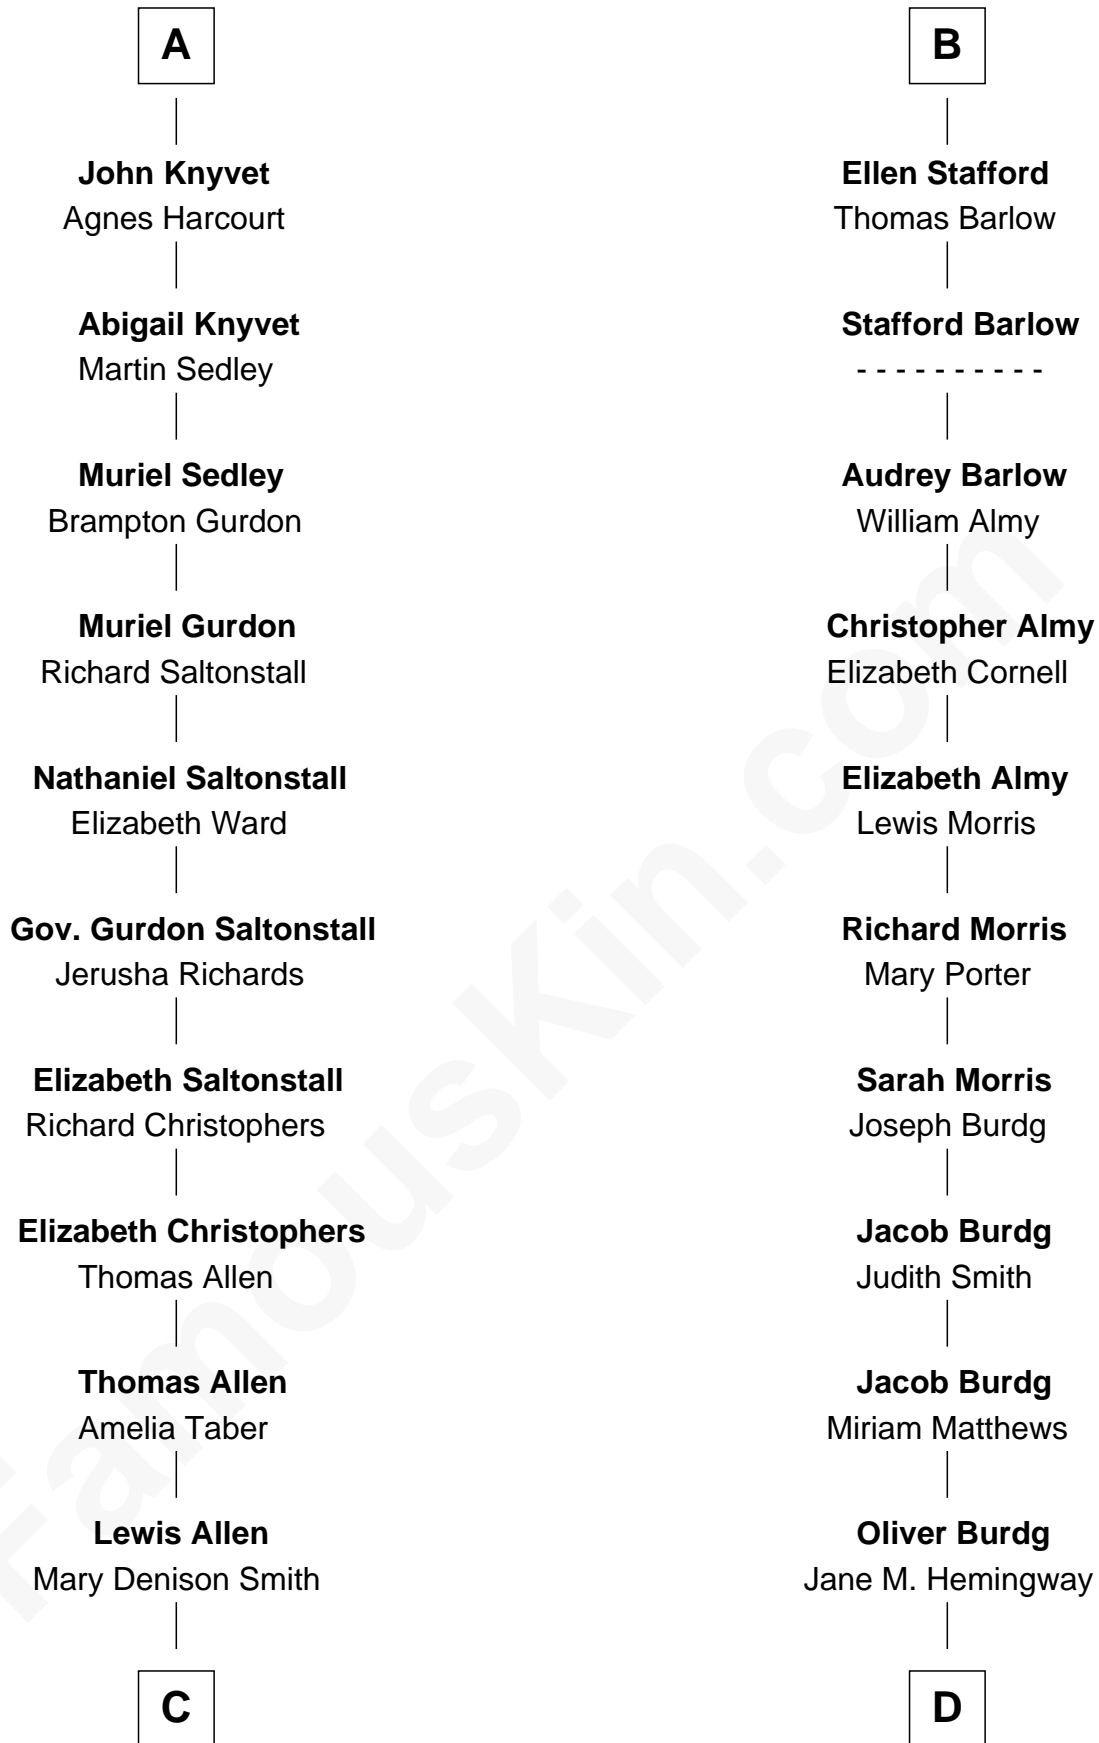 A
John Knyvet
Agnes Harcourt
Abigail Knyvet
Martin Sedley
Muriel Sedley
Brampton Gurdon
Muriel Gurdon
Richard Saltonstall
Nathaniel Saltonstall
Elizabeth Ward
Gov. Gurdon Saltonstall
Jerusha Richards
Elizabeth Saltonstall
Richard Christophers
Elizabeth Christophers
Thomas Allen
Thomas Allen
Amelia Taber
Lewis Allen
Mary Denison Smith
C
B
Ellen Stafford
Thomas Barlow
Stafford Barlow
- - - - - - - - - -
Audrey Barlow
William Almy
Christopher Almy
Elizabeth Cornell
Elizabeth Almy
Lewis Morris
Richard Morris
Mary Porter
Sarah Morris
Joseph Burdg
Jacob Burdg
Judith Smith
Jacob Burdg
Miriam Matthews
Oliver Burdg
Jane M. Hemingway
D
FamousKin.com